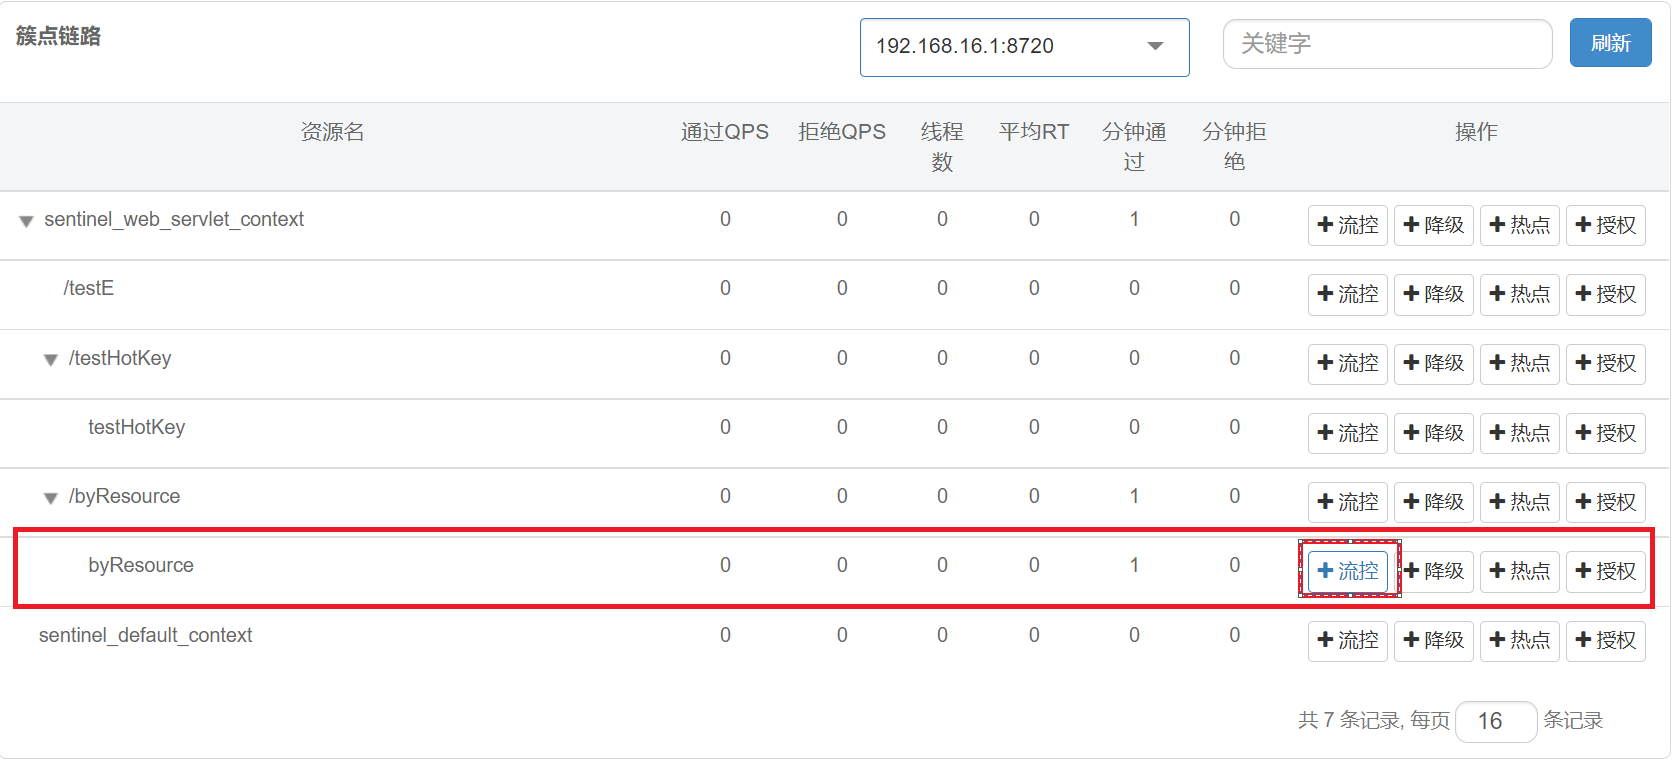 簇点链路 192.168.16.1:8720 关键字 刷新
资源名 通过QPS 拒绝QPS 线程数 平均RT 分钟通过 分钟拒绝 操作
sentinel_web_servlet_context 0 0 0 0 1 0 流控 降级 热点 授权
/testE 0 0 0 0 0 0 流控 降级 热点 授权
/testHotKey 0 0 0 0 0 0 流控 降级 热点 授权
testHotKey 0 0 0 0 0 0 流控 降级 热点 授权
/byResource 0 0 0 0 1 0 流控 降级 热点 授权
byResource 0 0 0 0 1 0 流控 降级 热点 授权
sentinel_default_context 0 0 0 0 0 0 流控 降级 热点 授权
共 7 条记录, 每页 16 条记录